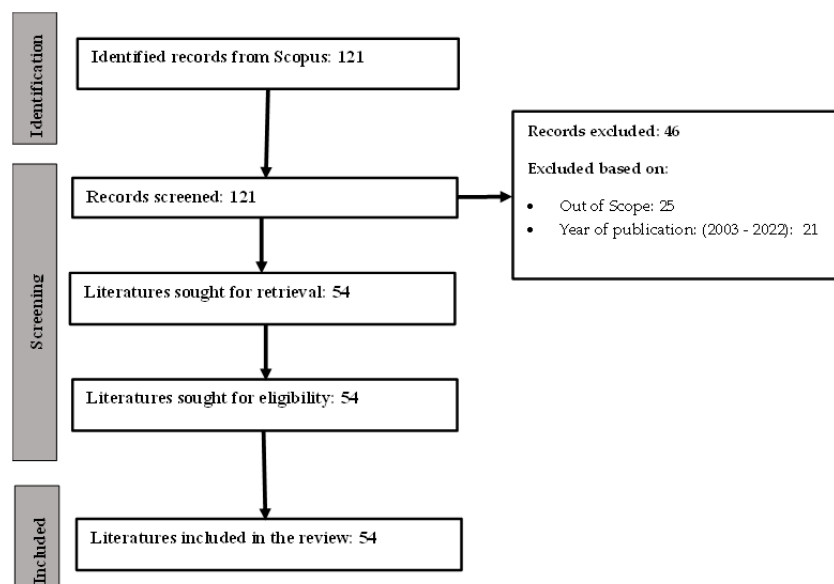 Identification
Identified records from Scopus: 121
Records excluded: 46
Excluded based on:
• Out of Scope: 25
• Year of publication: (2003 - 2022): 21
Screening
Records screened: 121
Literatures sought for retrieval: 54
Literatures sought for eligibility: 54
Included
Literatures included in the review: 54